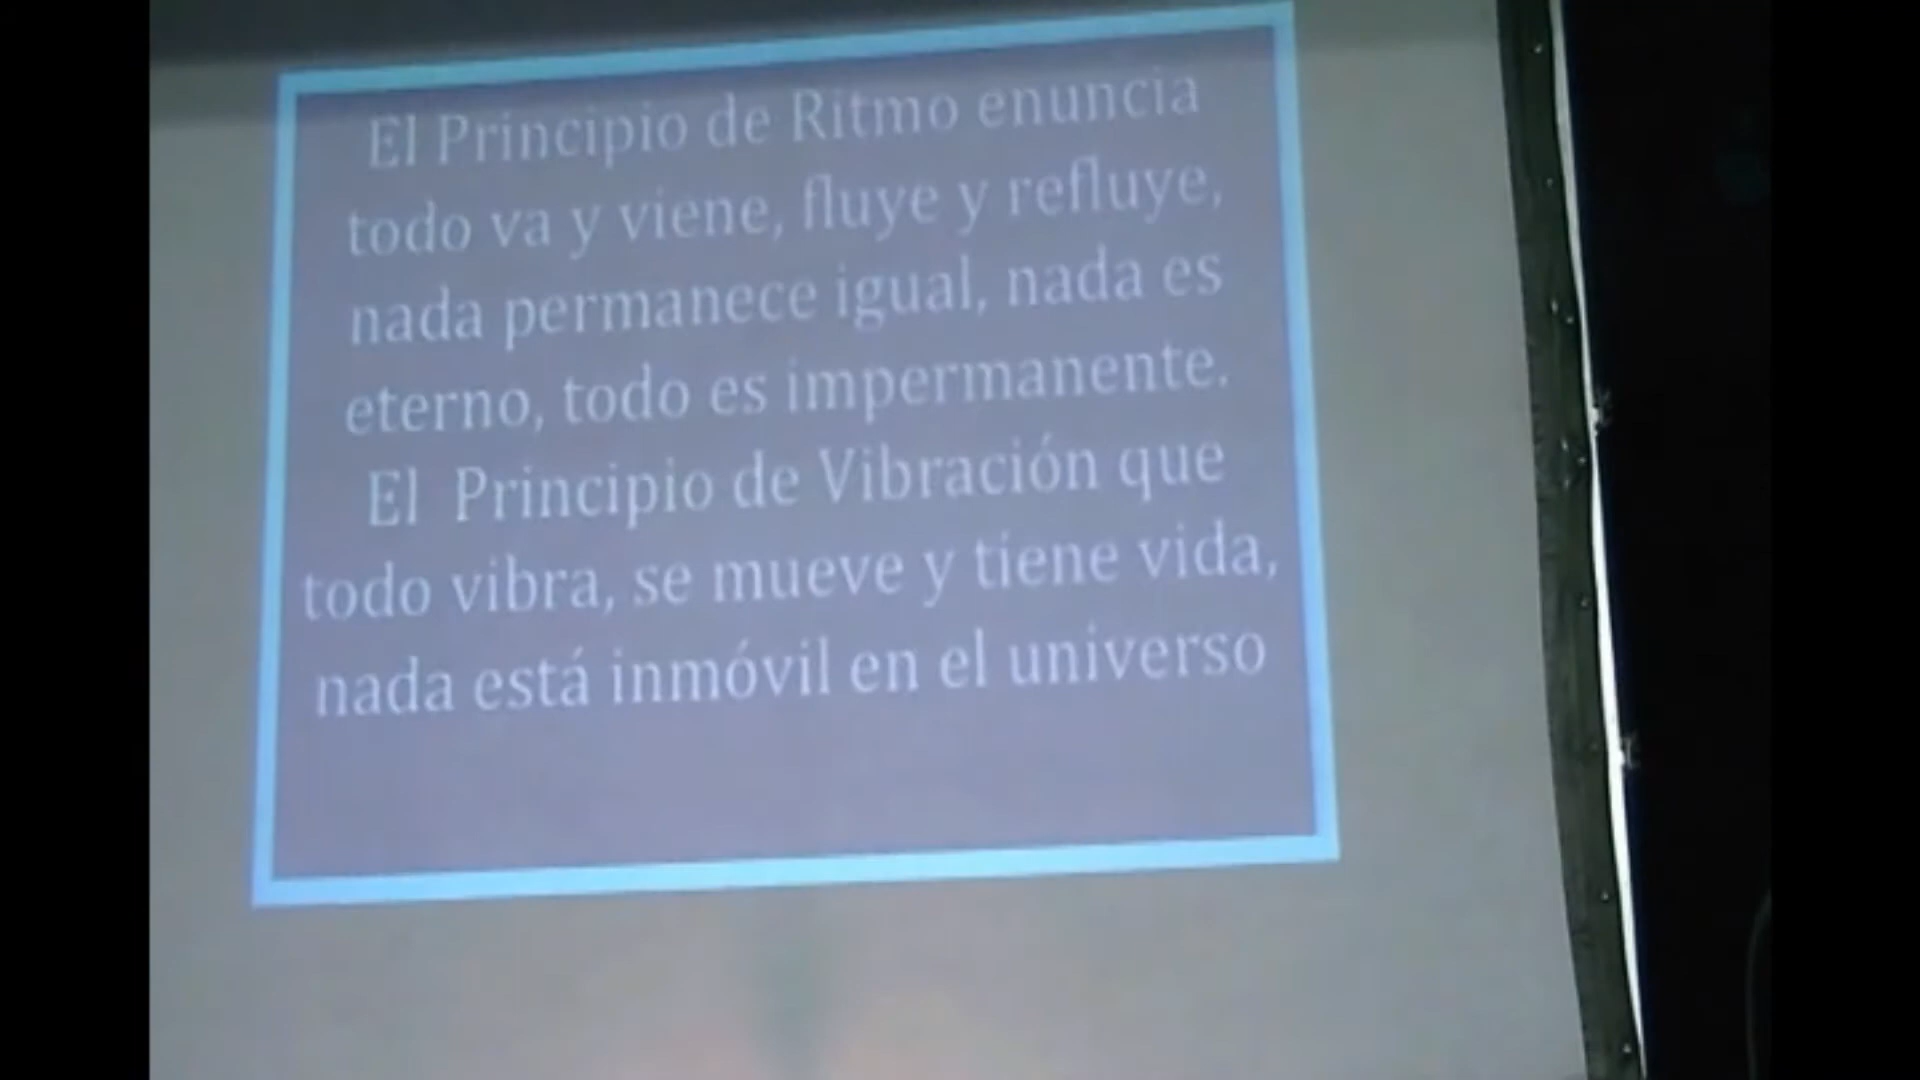 El Principio de Ritmo enuncia
todo va y viene, fluye y refluye,
nada permanece igual, nada es
eterno, todo es impermanente.
El Principio de Vibración que
todo vibra, se mueve y tiene vida,
nada está inmóvil en el universo